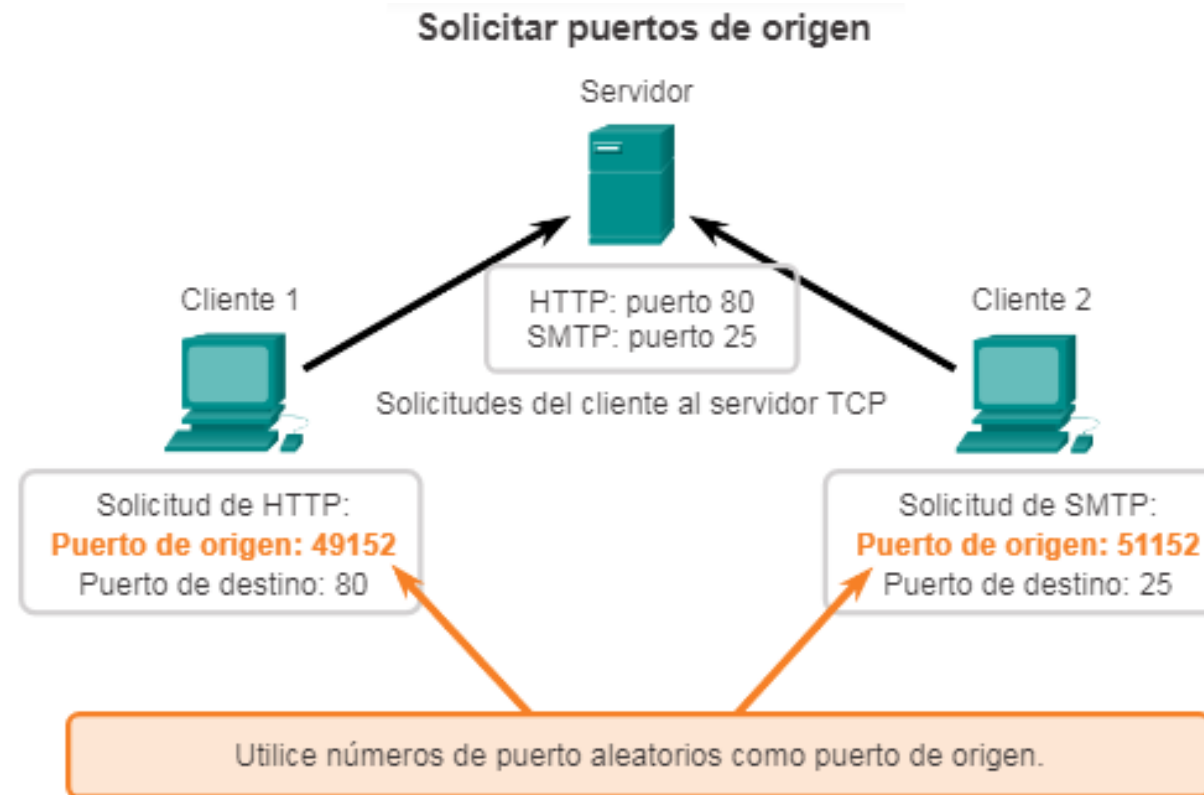 Solicitar puertos de origen
Servidor
HTTP: puerto 80
SMTP: puerto 25
Cliente 1
Cliente 2
Solicitudes del cliente al servidor TCP
Solicitud de HTTP:
Puerto de origen: 49152
Puerto de destino: 80
Solicitud de SMTP:
Puerto de origen: 51152
Puerto de destino: 25
Utilice números de puerto aleatorios como puerto de origen.